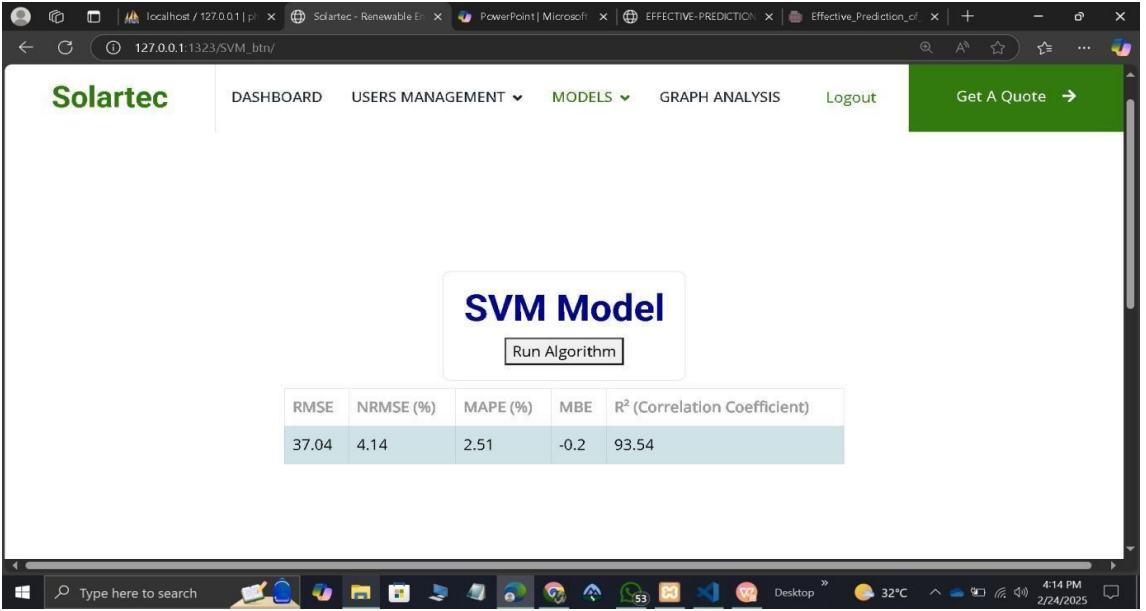 localhost / 127.0.0.1 | ph
Solartec - Renewable En
PowerPoint | Microsoft
EFFECTIVE-PREDICTION
Effective_Prediction_of_
127.0.0.1:1323/SVM_btn/
Solartec
DASHBOARD
USERS MANAGEMENT
MODELS
GRAPH ANALYSIS
Logout
Get A Quote →
SVM Model
Run Algorithm
RMSE NRMSE (%) MAPE (%) MBE R² (Correlation Coefficient)
37.04 4.14 2.51 -0.2 93.54
Type here to search
53
Desktop
32°C
4:14 PM
2/24/2025